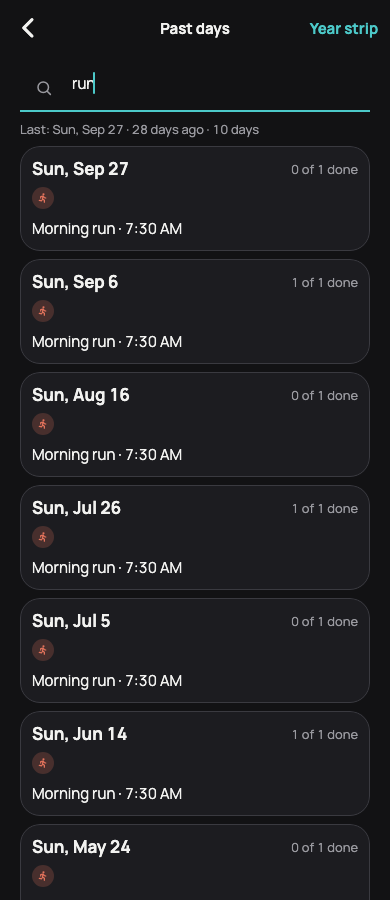 Past days
Year strip
run
Last: Sun, Sep 27 · 28 days ago · 10 days
Sun, Sep 27
0 of 1 done
Morning run · 7:30 AM
Sun, Sep 6
1 of 1 done
Morning run · 7:30 AM
Sun, Aug 16
0 of 1 done
Morning run · 7:30 AM
Sun, Jul 26
1 of 1 done
Morning run · 7:30 AM
Sun, Jul 5
0 of 1 done
Morning run · 7:30 AM
Sun, Jun 14
1 of 1 done
Morning run · 7:30 AM
Sun, May 24
0 of 1 done